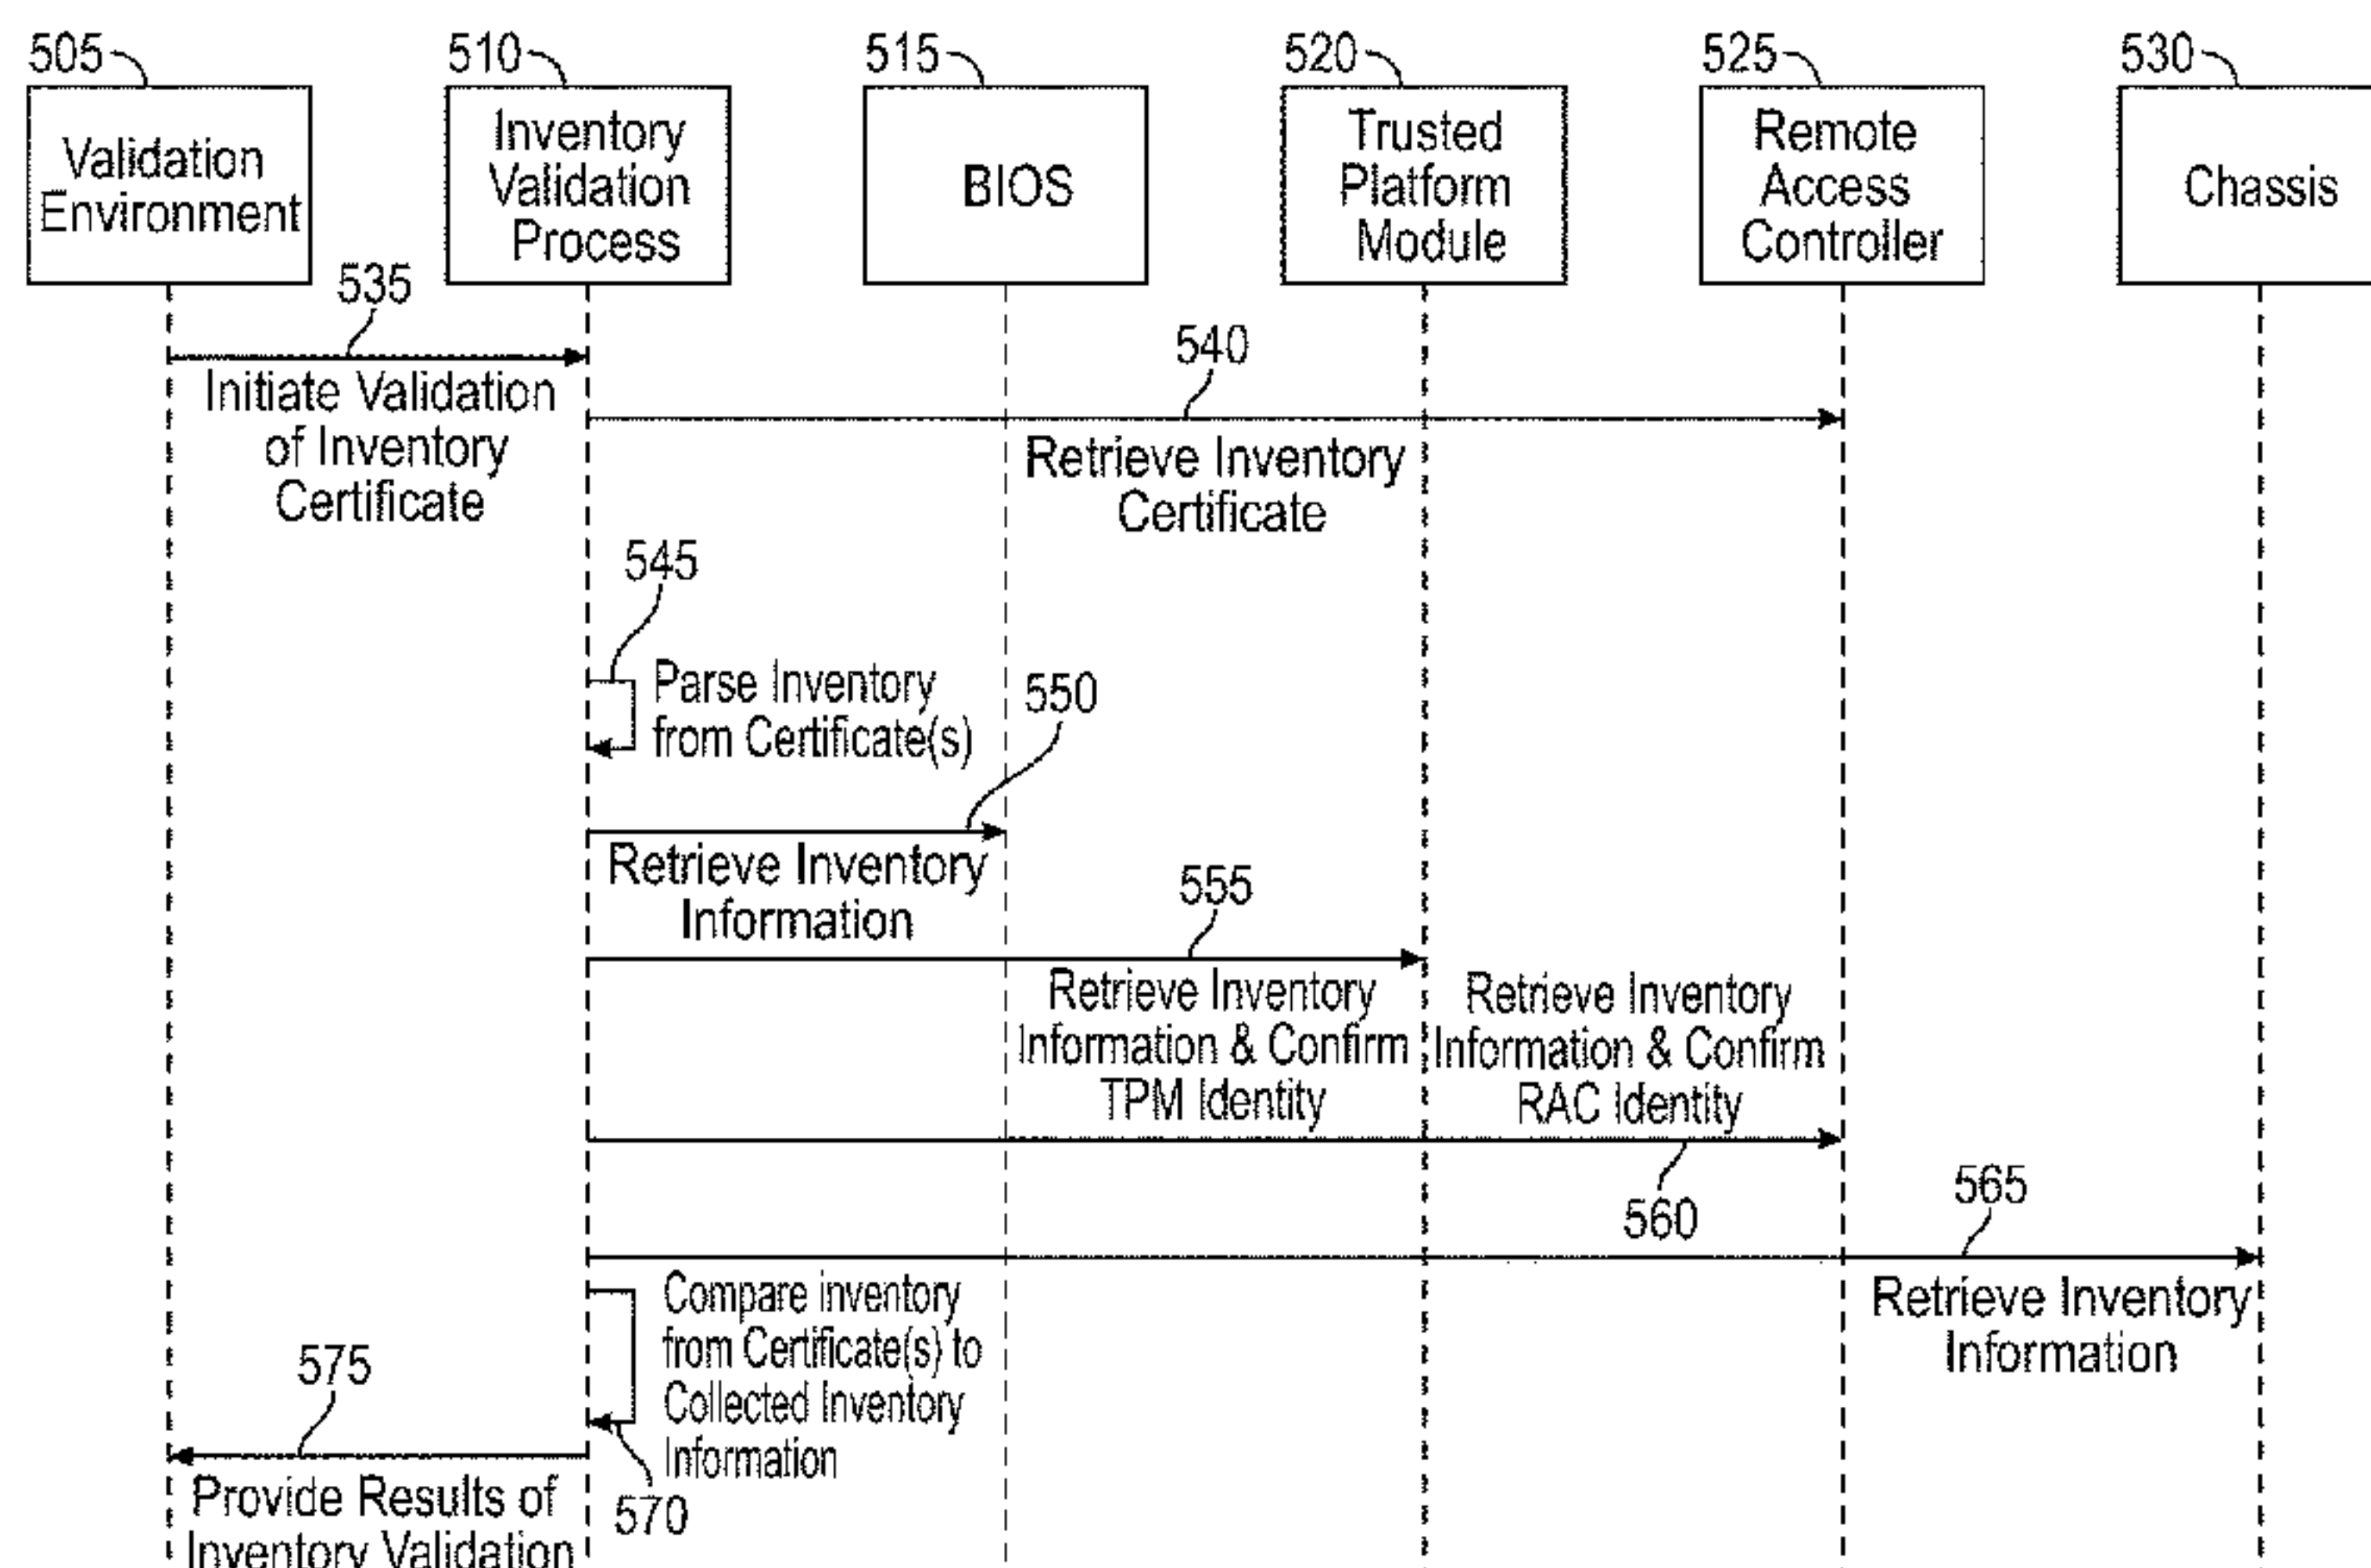 505
510
515
520
525
530
Validation
Environment
Inventory
Validation
Process
BIOS
Trusted
Platform
Module
Remote
Access
Controller
Chassis
535
Initiate Validation
of Inventory
Certificate
540
Retrieve Inventory
Certificate
545
Parse Inventory
from Certificate(s)
550
Retrieve Inventory
Information
555
Retrieve Inventory
Information & Confirm
TPM Identity
Retrieve Inventory
Information & Confirm
RAC Identity
560
565
Retrieve Inventory
Information
Compare inventory
from Certificate(s) to
Collected Inventory
Information
570
575
Provide Results of
Inventory Validation